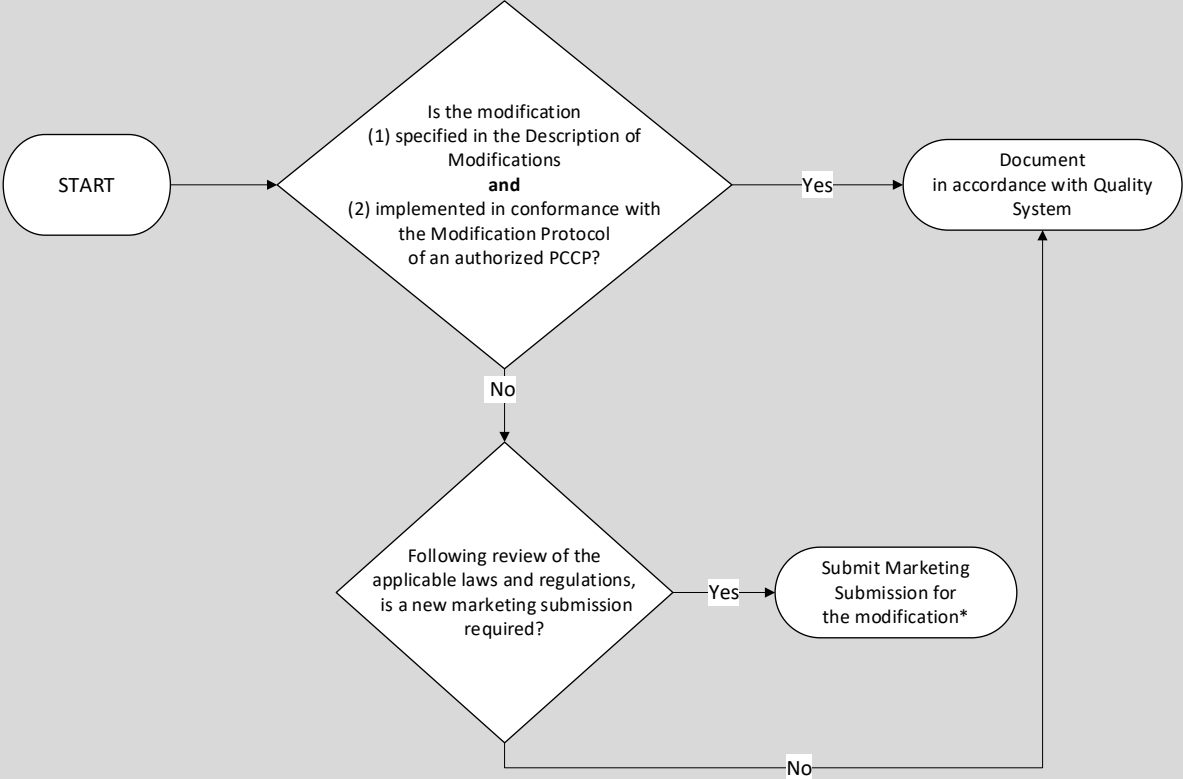 START
Is the modification
(1) specified in the Description of
Modifications
and
(2) implemented in conformance with
the Modification Protocol
of an authorized PCCP?
Yes
Document
in accordance with Quality
System
No
Following review of the
applicable laws and regulations,
is a new marketing submission
required?
Yes
Submit Marketing
Submission for
the modification*
No